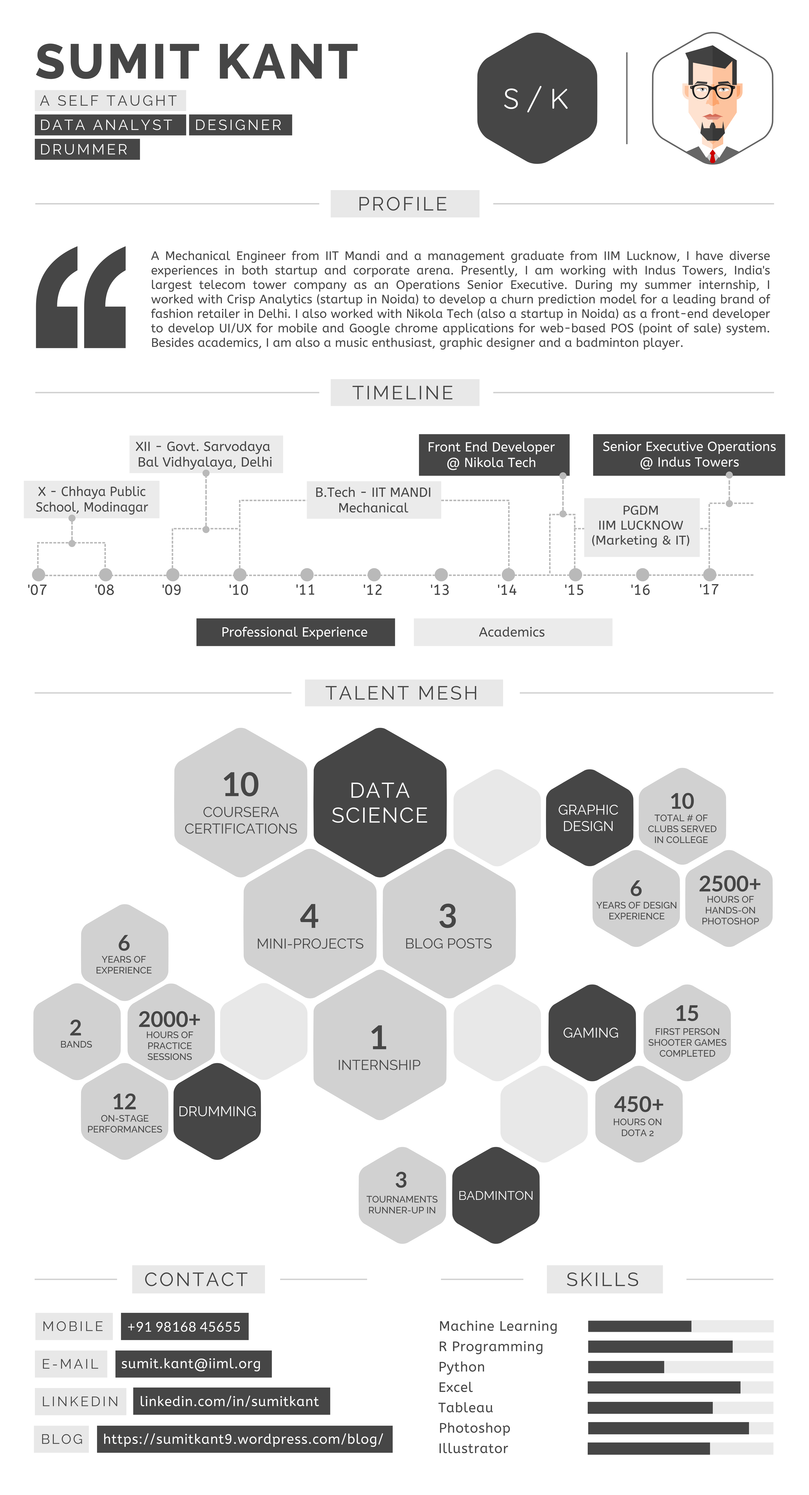 SUMIT KANT
A SELF TAUGHT
DATA ANALYST DESIGNER
DRUMMER
S / K
PROFILE
A Mechanical Engineer from IIT Mandi and a management graduate from IIM Lucknow, I have diverse
experiences in both startup and corporate arena. Presently, I am working with Indus Towers, India's
largest telecom tower company as an Operations Senior Executive. During my summer internship, I
worked with Crisp Analytics (startup in Noida) to develop a churn prediction model for a leading brand of
fashion retailer in Delhi. I also worked with Nikola Tech (also a startup in Noida) as a front-end developer
to develop UI/UX for mobile and Google chrome applications for web-based POS (point of sale) system.
Besides academics, I am also a music enthusiast, graphic designer and a badminton player.
TIMELINE
X - Chhaya Public
School, Modinagar
XII - Govt. Sarvodaya
Bal Vidhyalaya, Delhi
B.Tech - IIT MANDI
Mechanical
Front End Developer
@ Nikola Tech
PGDM
IIM LUCKNOW
(Marketing & IT)
Senior Executive Operations
@ Indus Towers
'07 '08 '09 '10 '11 '12 '13 '14 '15 '16 '17
Professional Experience
Academics
TALENT MESH
10
COURSERA
CERTIFICATIONS
DATA
SCIENCE
4
MINI-PROJECTS
3
BLOG POSTS
1
INTERNSHIP
GRAPHIC
DESIGN
10
TOTAL # OF
CLUBS SERVED
IN COLLEGE
6
YEARS OF DESIGN
EXPERIENCE
2500+
HOURS OF
HANDS-ON
PHOTOSHOP
6
YEARS OF
EXPERIENCE
2
BANDS
2000+
HOURS OF
PRACTICE
SESSIONS
12
ON-STAGE
PERFORMANCES
DRUMMING
GAMING
15
FIRST PERSON
SHOOTER GAMES
COMPLETED
450+
HOURS ON
DOTA 2
3
TOURNAMENTS
RUNNER-UP IN
BADMINTON
CONTACT
MOBILE +91 98168 45655
E-MAIL sumit.kant@iiml.org
LINKEDIN linkedin.com/in/sumitkant
BLOG https://sumitkant9.wordpress.com/blog/
SKILLS
Machine Learning
R Programming
Python
Excel
Tableau
Photoshop
Illustrator